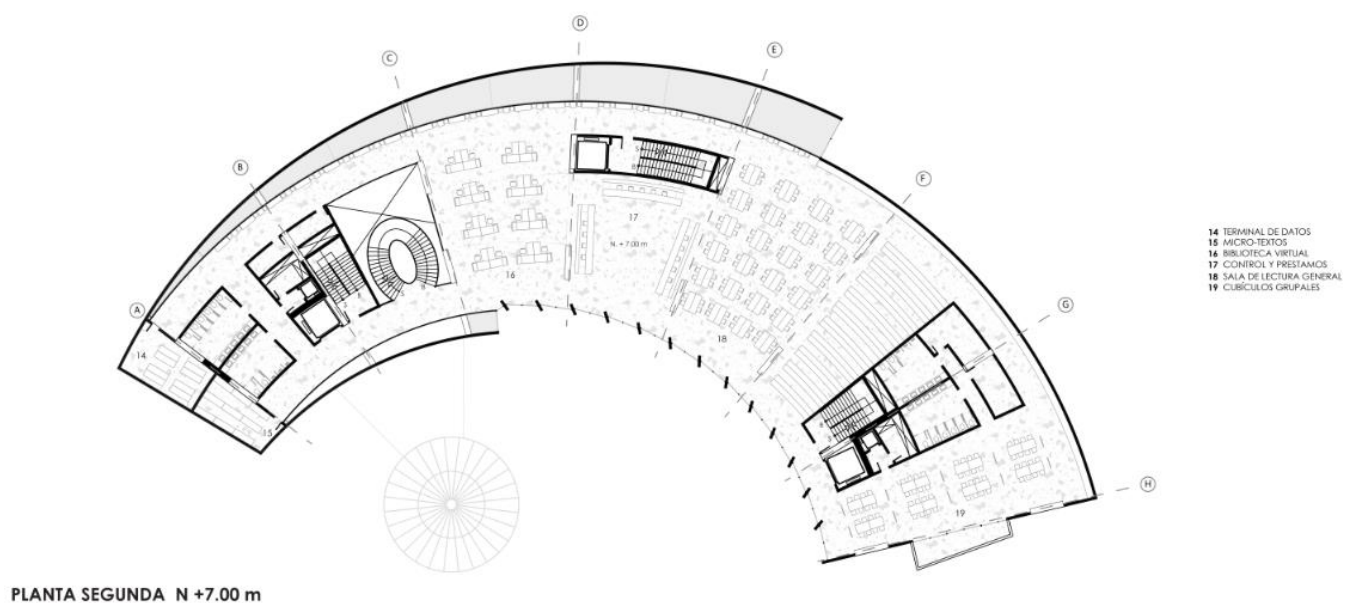 D
E
C
B
F
17
N. +7.00 m
14 TERMINAL DE DATOS
15 MICRO-TEXTOS
16 BIBLIOTECA VIRTUAL
17 CONTROL Y PRESTAMOS
18 SALA DE LECTURA GENERAL
19 CUBÍCULOS GRUPALES
16
G
A
18
14
15
H
19
PLANTA SEGUNDA N +7.00 m